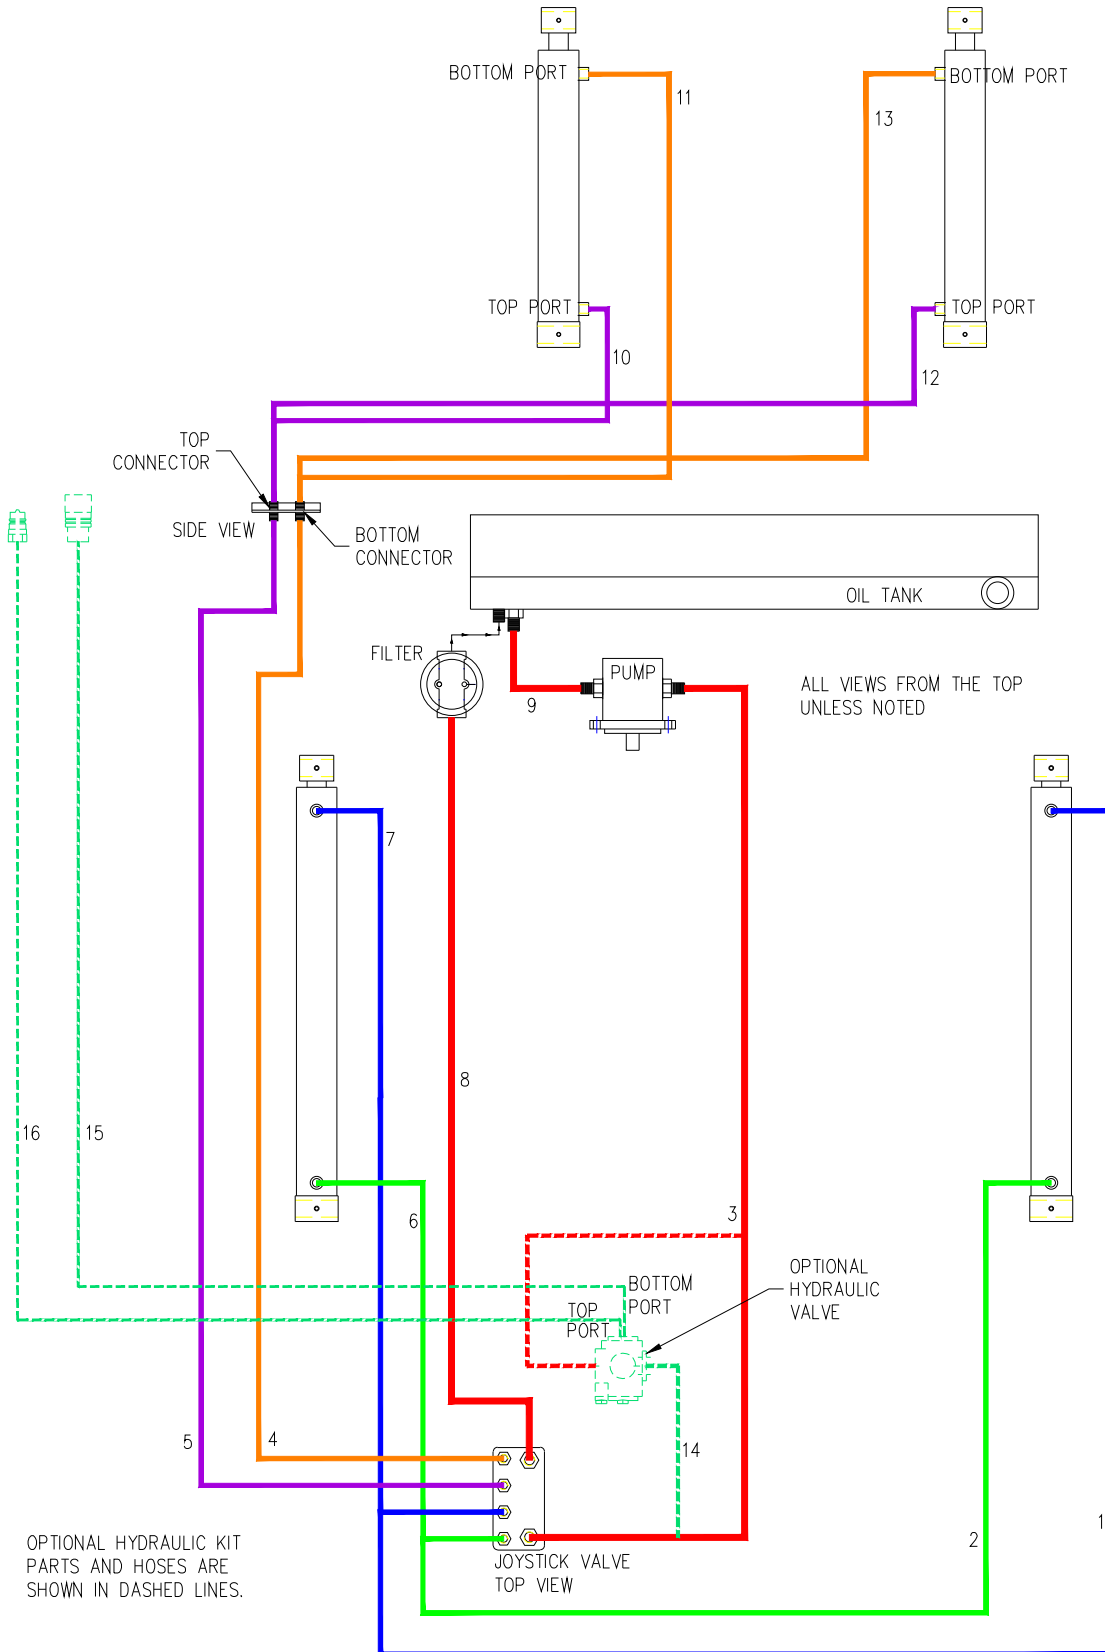 BOTTOM PORT
BOTTOM PORT
11
13
TOP PORT
TOP PORT
10
12
TOP
CONNECTOR
SIDE VIEW
BOTTOM
CONNECTOR
OIL TANK
FILTER
PUMP
9
ALL VIEWS FROM THE TOP
UNLESS NOTED
7
8
16
15
6
3
OPTIONAL
HYDRAULIC
VALVE
BOTTOM
PORT
TOP
PORT
5
4
14
1
2
OPTIONAL HYDRAULIC KIT
PARTS AND HOSES ARE
SHOWN IN DASHED LINES.
JOYSTICK VALVE
TOP VIEW